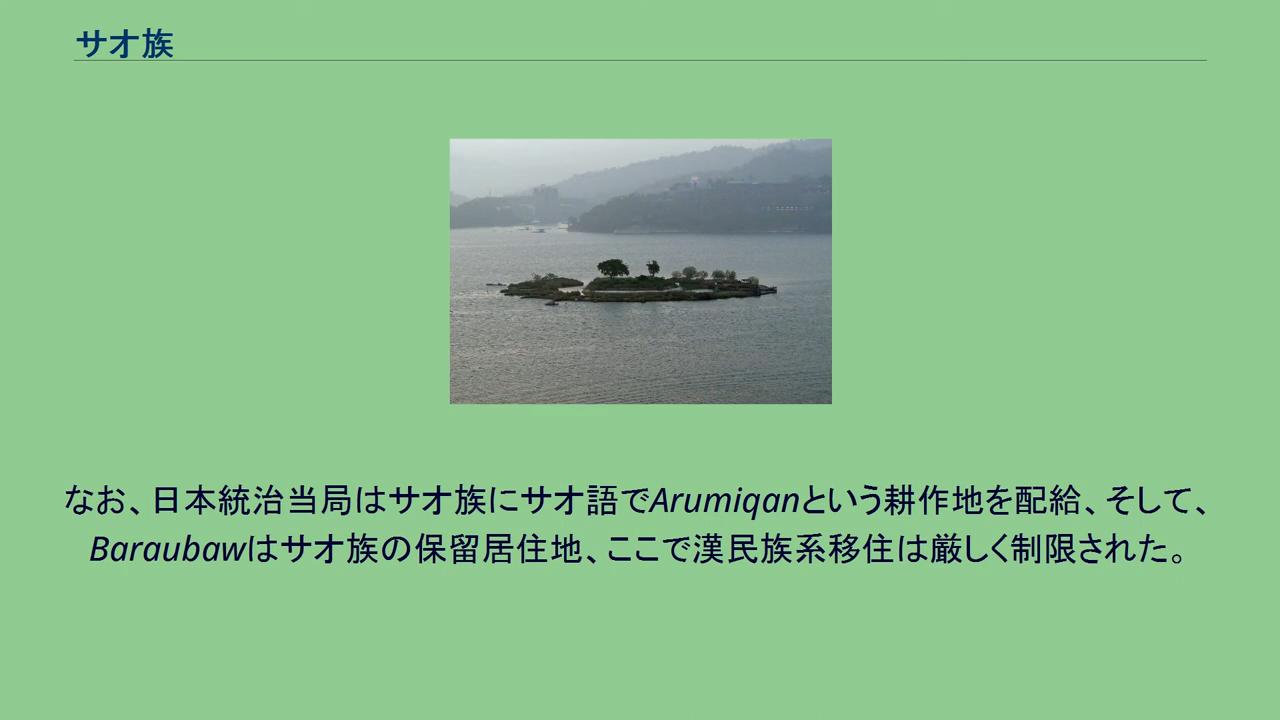 サオ族
なお、日本統治当局はサオ族にサオ語でArumiqanという耕作地を配給、そして、
Baraubawはサオ族の保留居住地、ここで漢民族系移住は厳しく制限された。